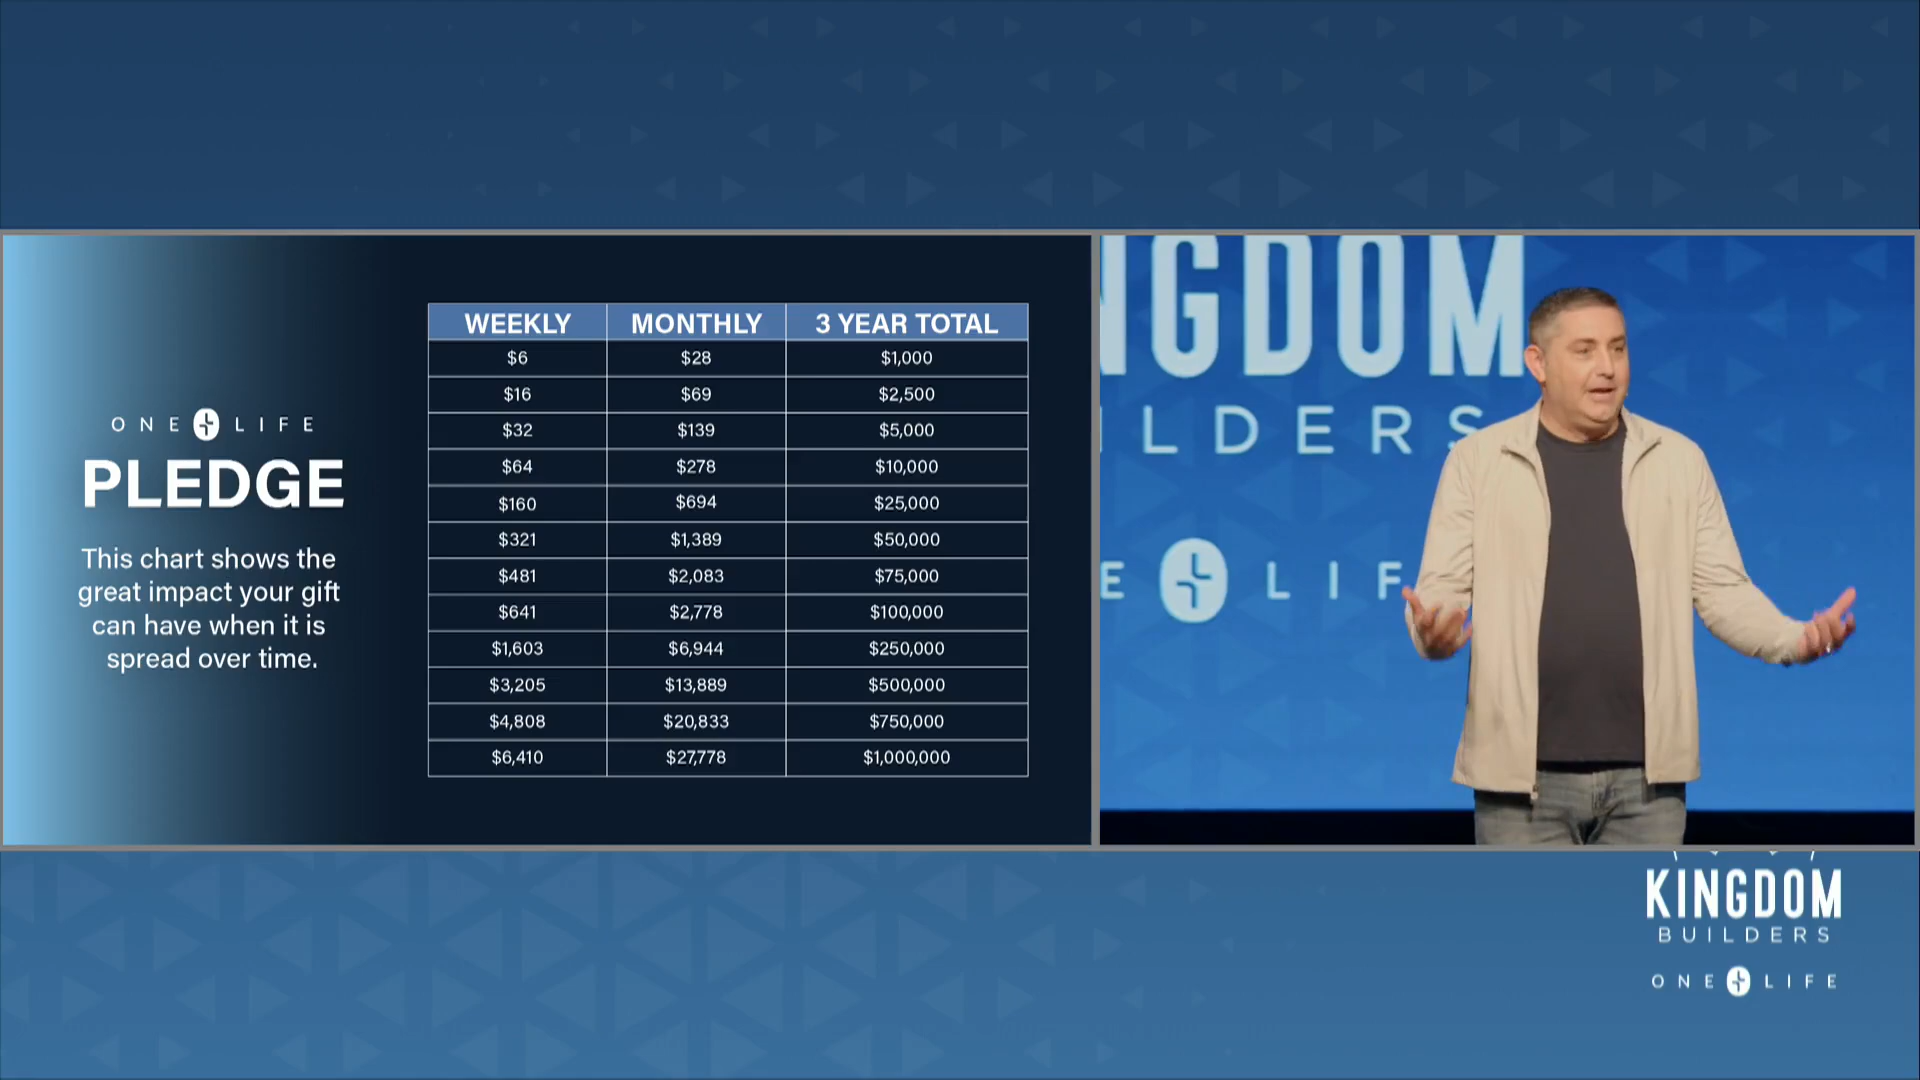 ONE LIFE
PLEDGE
This chart shows the
great impact your gift
can have when it is
spread over time.
WEEKLY MONTHLY 3 YEAR TOTAL
$6 $28 $1,000
$16 $69 $2,500
$32 $139 $5,000
$64 $278 $10,000
$160 $694 $25,000
$321 $1,389 $50,000
$481 $2,083 $75,000
$641 $2,778 $100,000
$1,603 $6,944 $250,000
$3,205 $13,889 $500,000
$4,808 $20,833 $750,000
$6,410 $27,778 $1,000,000
NGDOM
ILDERS
E LIF
KINGDOM
BUILDERS
ONE LIFE